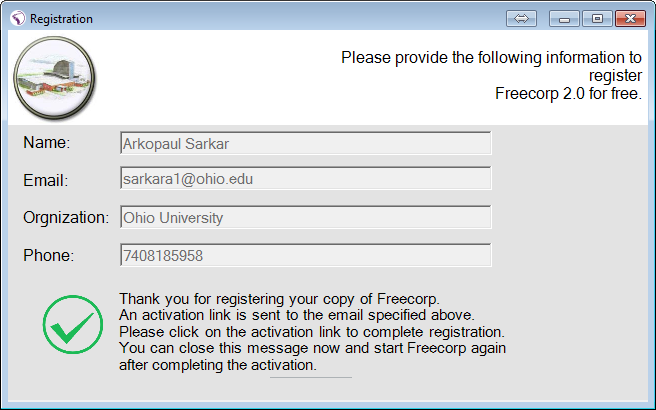 Registration
Please provide the following information to
register
Freecorp 2.0 for free.
Name: Arkopaul Sarkar
Email: sarkara1@ohio.edu
Orgnization: Ohio University
Phone: 7408185958
Thank you for registering your copy of Freecorp.
An activation link is sent to the email specified above.
Please click on the activation link to complete registration.
You can close this message now and start Freecorp again
after completing the activation.